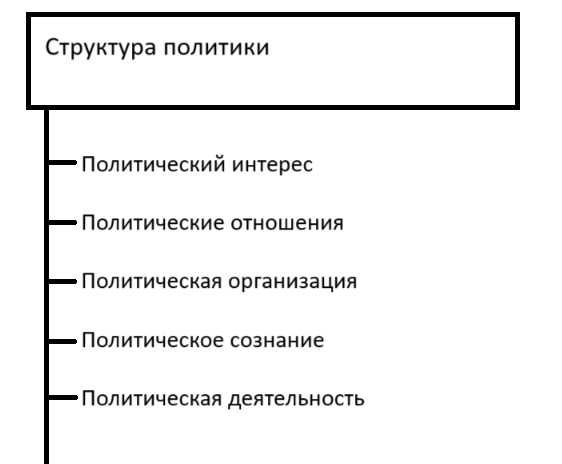 Структура политики
Политический интерес
Политические отношения
Политическая организация
Политическое сознание
Политическая деятельность